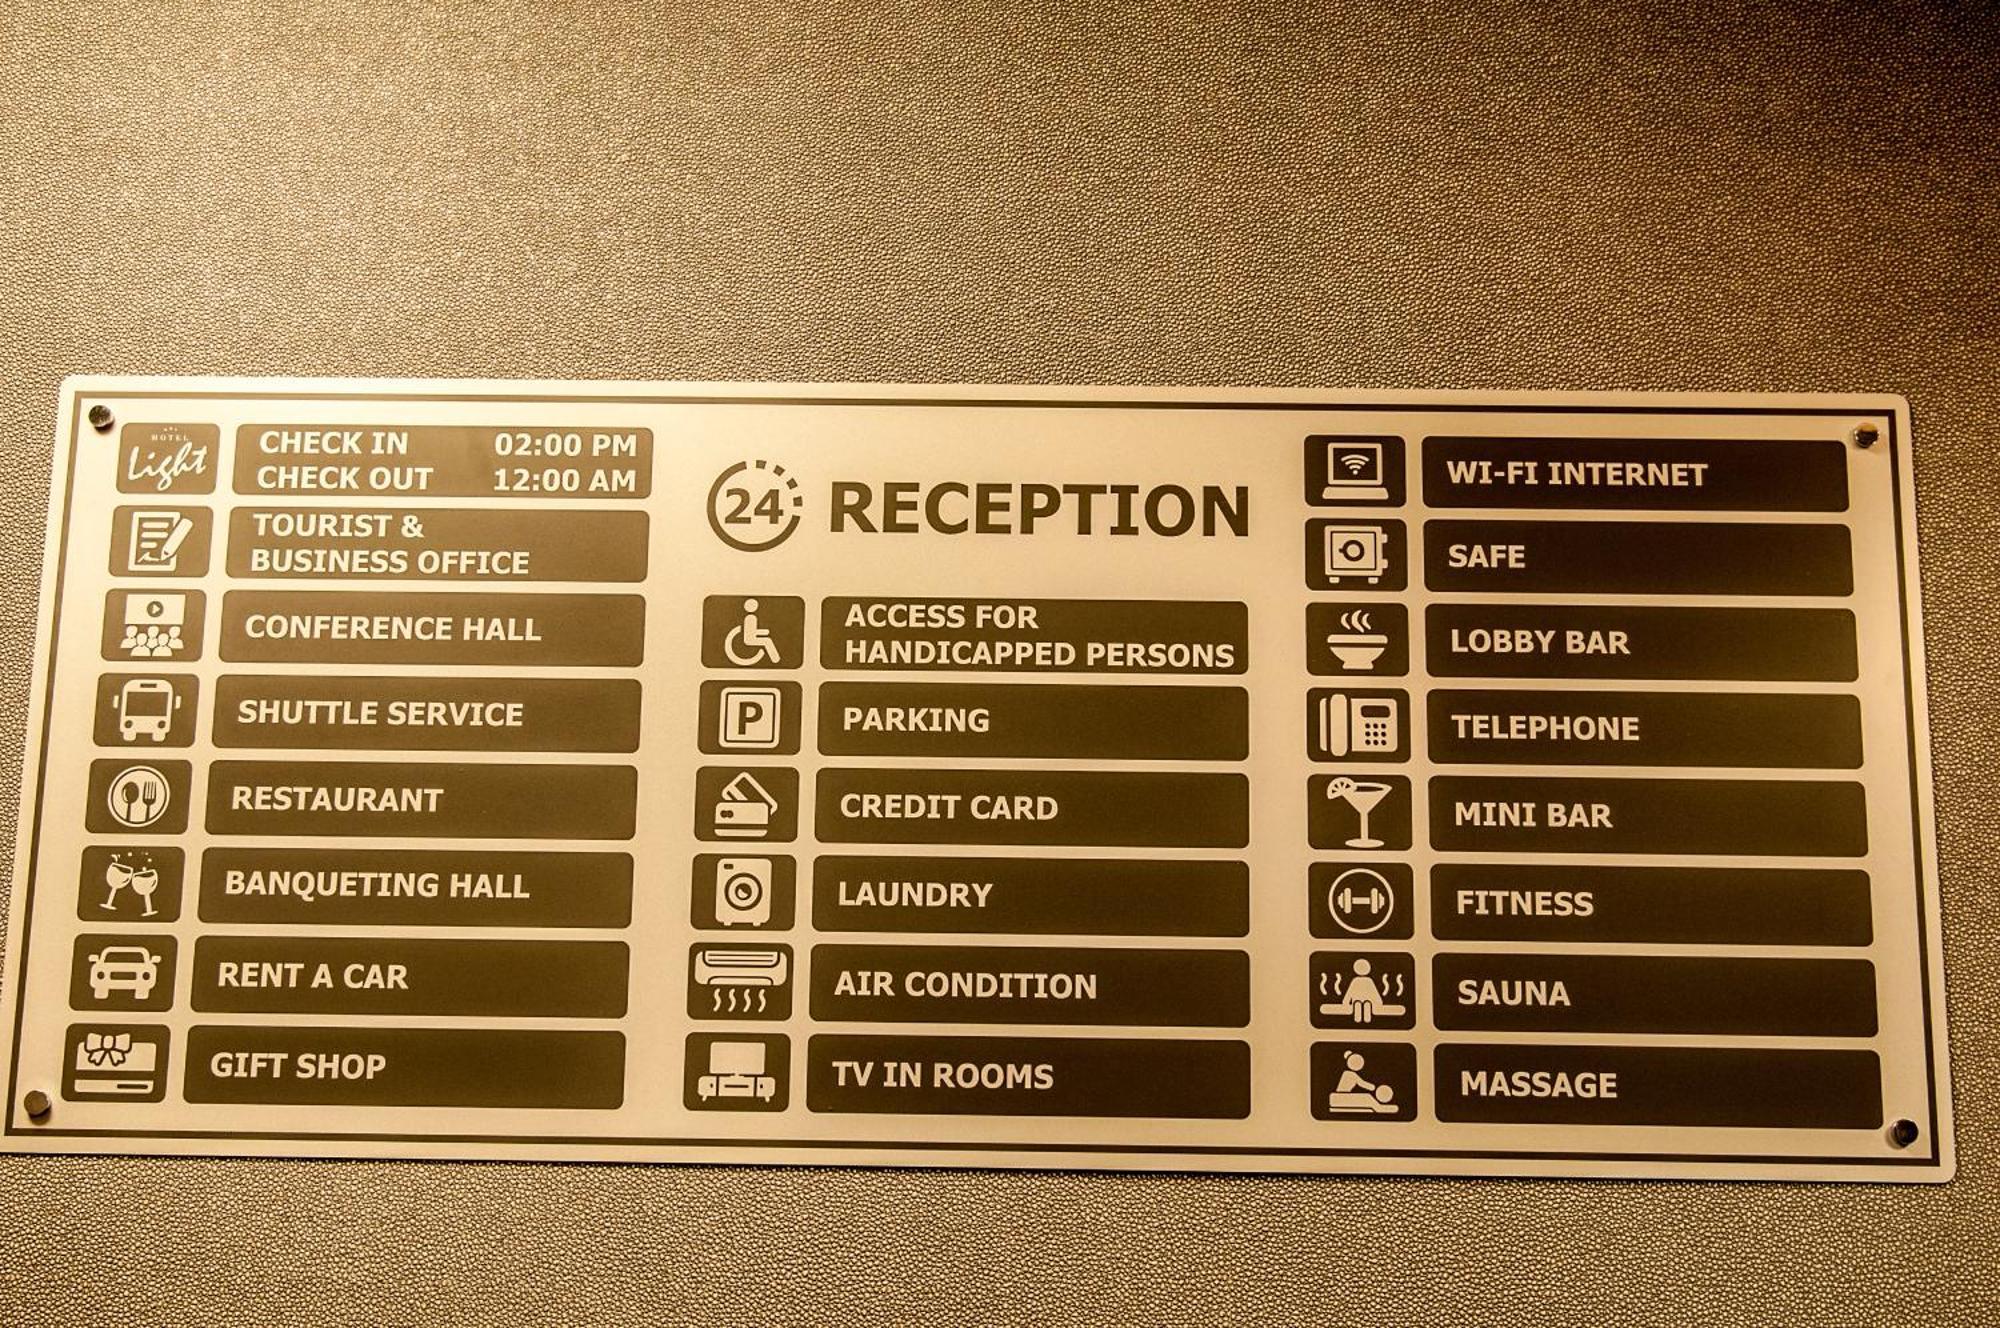 HOTEL
Light
CHECK IN 02:00 PM
CHECK OUT 12:00 AM
TOURIST &
BUSINESS OFFICE
CONFERENCE HALL
SHUTTLE SERVICE
RESTAURANT
BANQUETING HALL
RENT A CAR
GIFT SHOP
24 RECEPTION
ACCESS FOR
HANDICAPPED PERSONS
P PARKING
CREDIT CARD
LAUNDRY
AIR CONDITION
TV IN ROOMS
WI-FI INTERNET
SAFE
LOBBY BAR
TELEPHONE
MINI BAR
FITNESS
SAUNA
MASSAGE